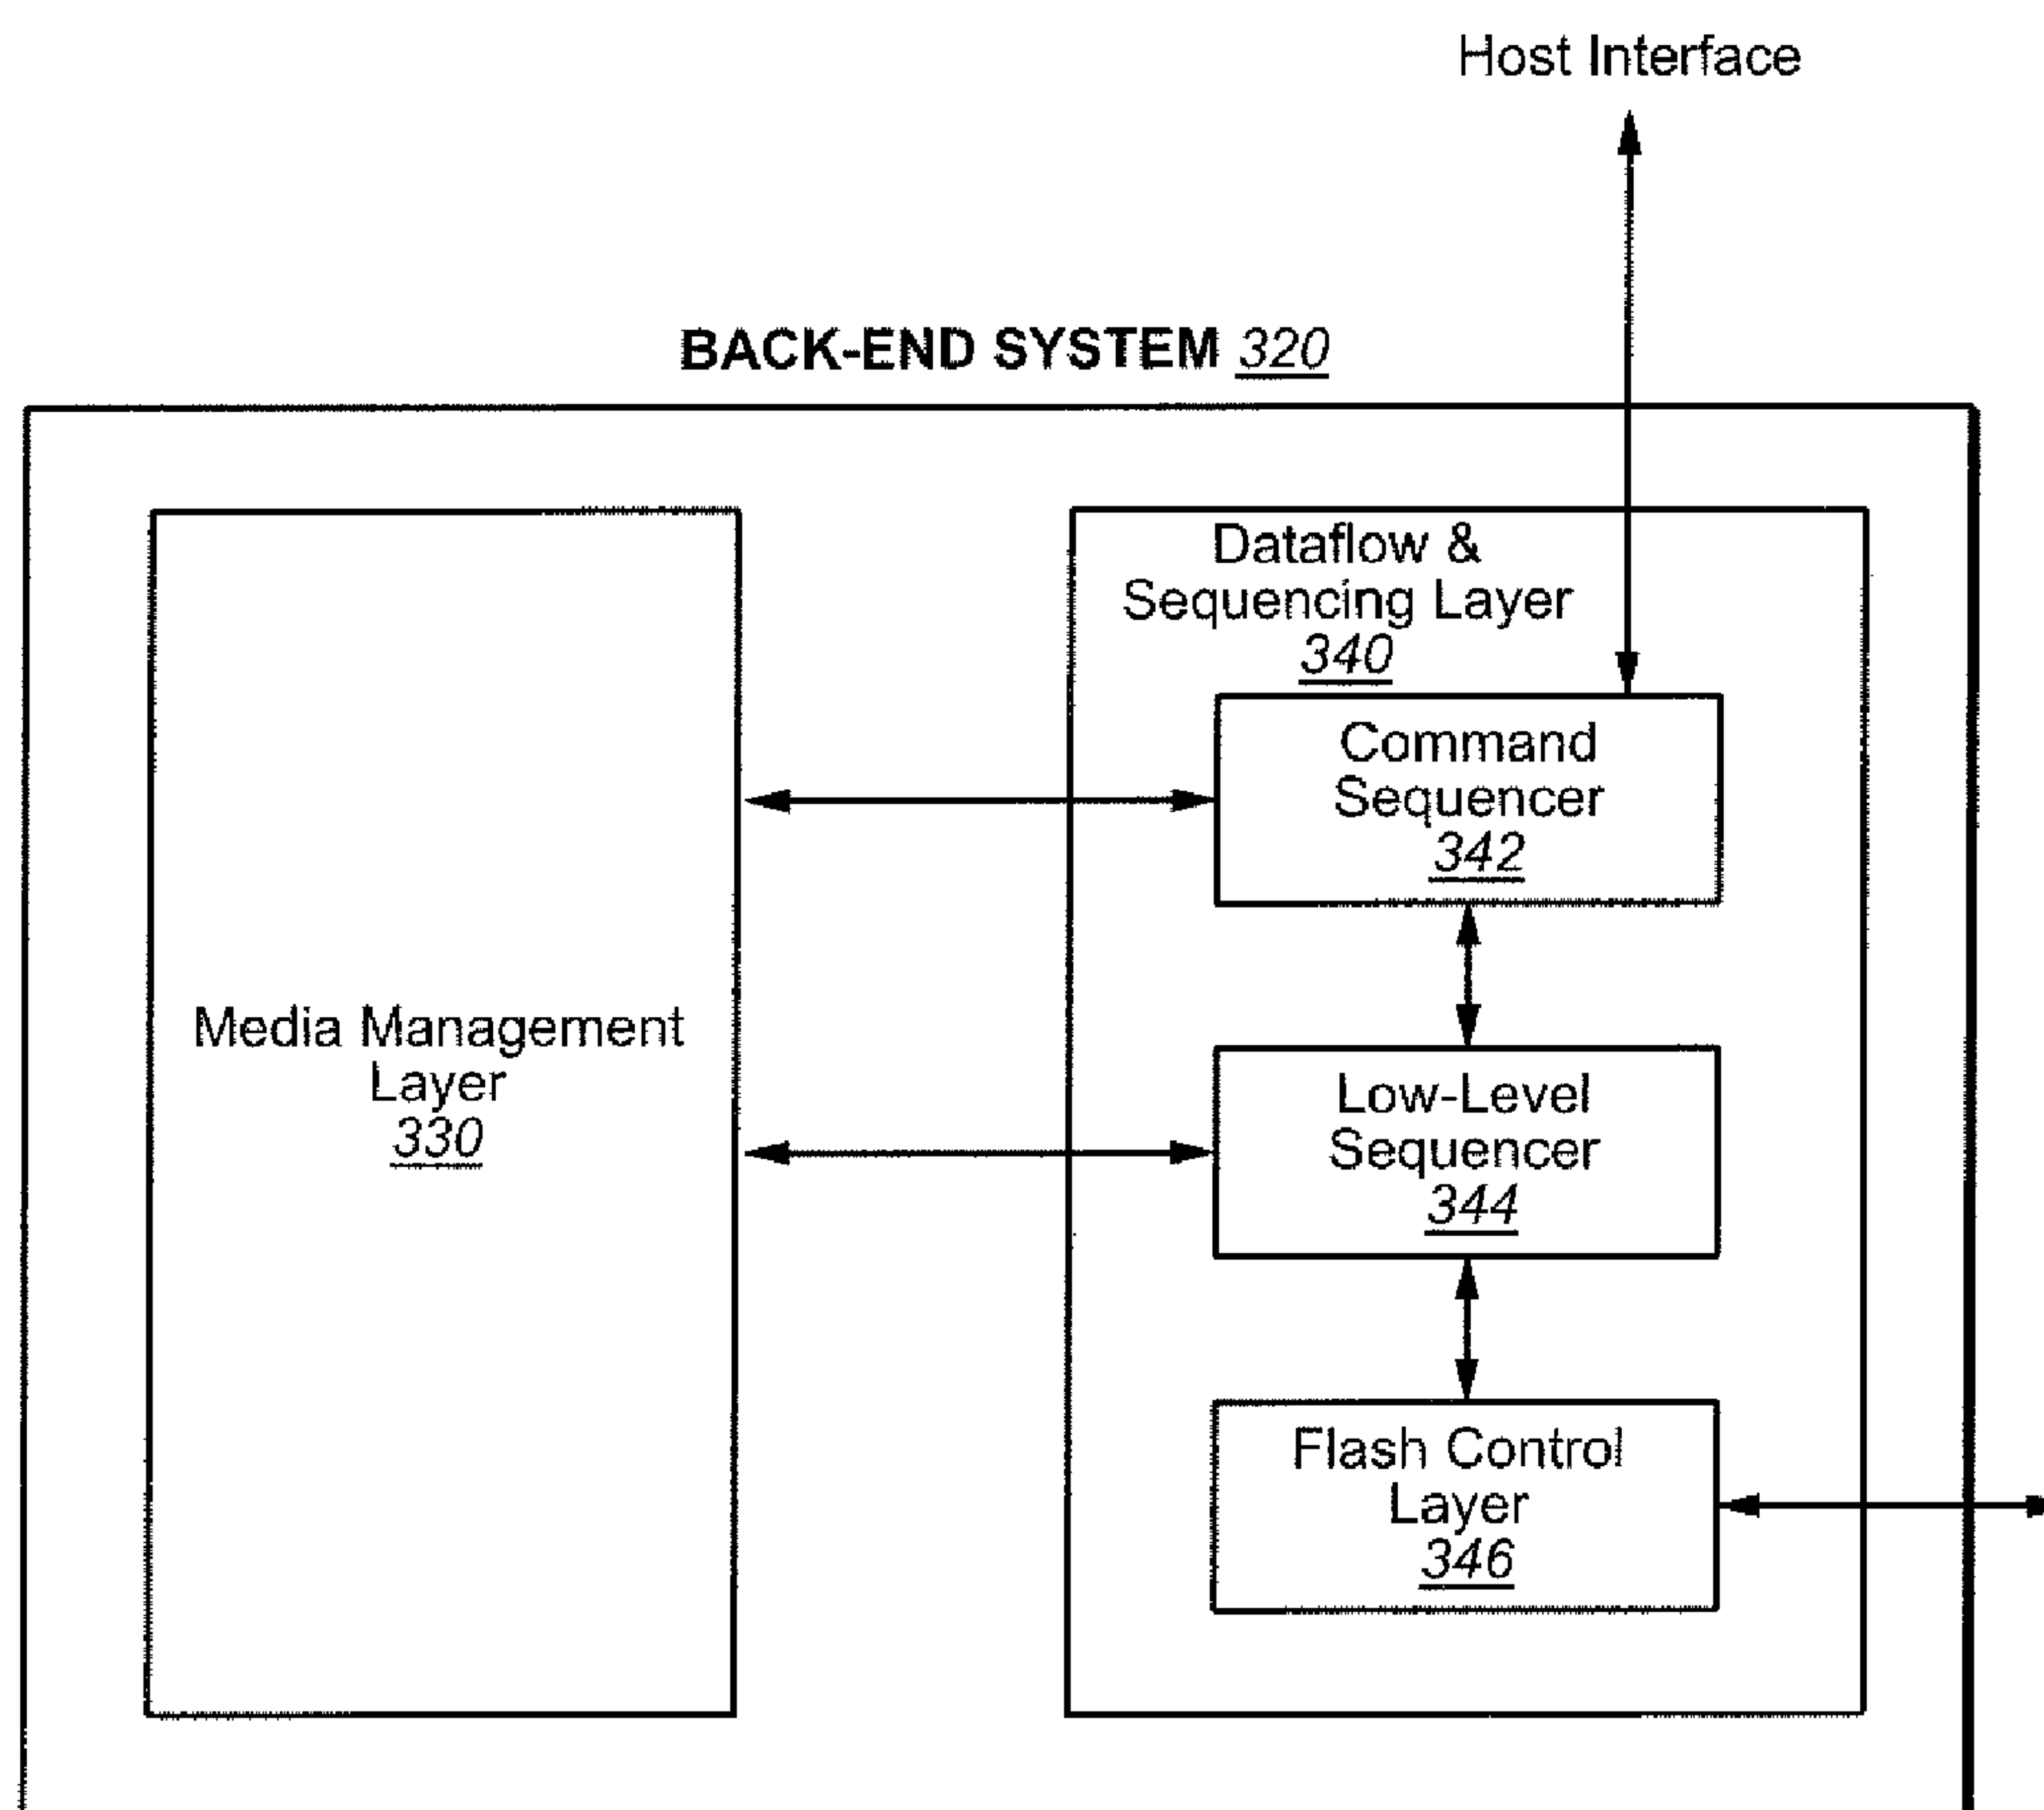 Host Interface
BACK-END SYSTEM 320
Dataflow &
Sequencing Layer
340
Command
Sequencer
342
Media Management
Layer
330
Low-Level
Sequencer
344
Flash Control
Layer
346